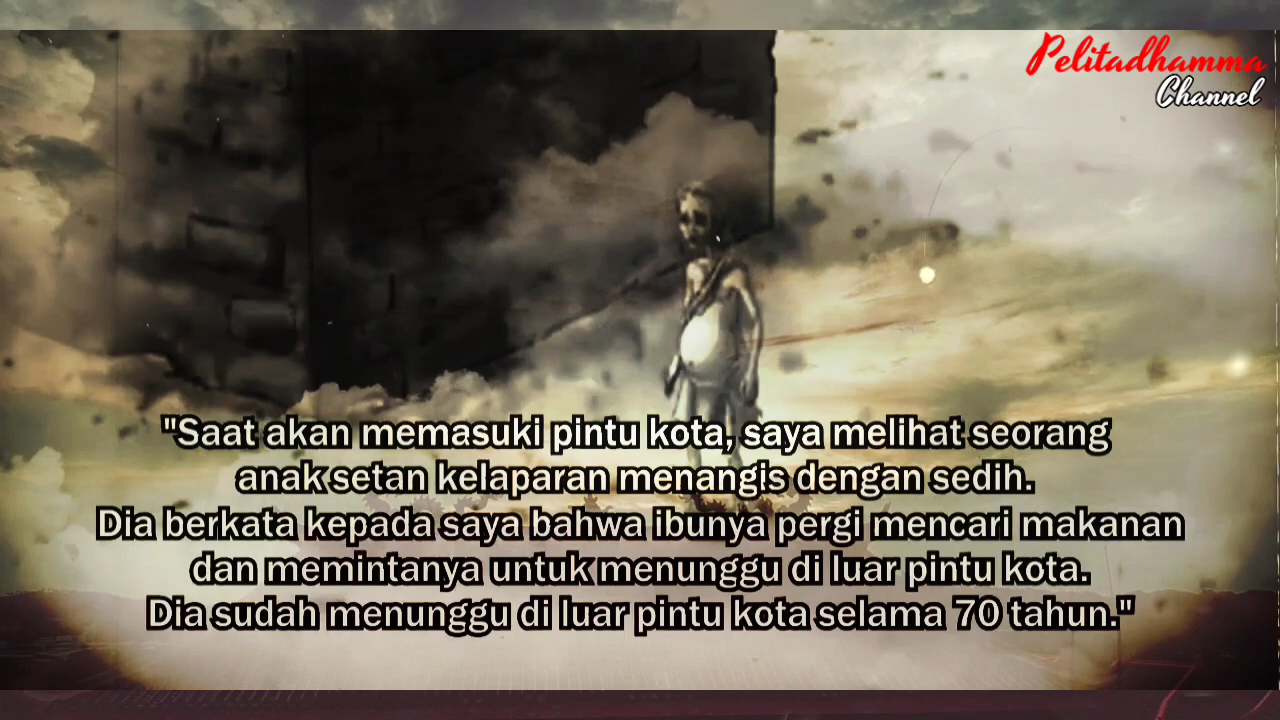 Pelitadhamma
Channel
"Saat akan memasuki pintu kota, saya melihat seorang
anak setan kelaparan menangis dengan sedih.
Dia berkata kepada saya bahwa ibunya pergi mencari makanan
dan memintanya untuk menunggu di luar pintu kota.
Dia sudah menunggu di luar pintu kota selama 70 tahun."